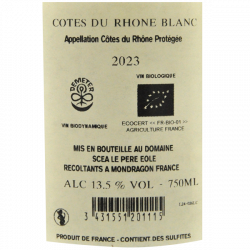 COTES DU RHONE BLANC
Appellation Côtes du Rhône Protégée
2023
DEMETER
VIN BIOLOGIQUE
VIN BIODYNAMIQUE
ECOCERT FR-BIO-01
AGRICULTURE FRANCE
MIS EN BOUTEILLE AU DOMAINE
SCEA LE PERE EOLE
RECOLTANTS A MONDRAGON FRANCE
ALC 13.5 % VOL - 750ML
3 431551 201115
PRODUIT DE FRANCE - CONTIENT DES SULFITES